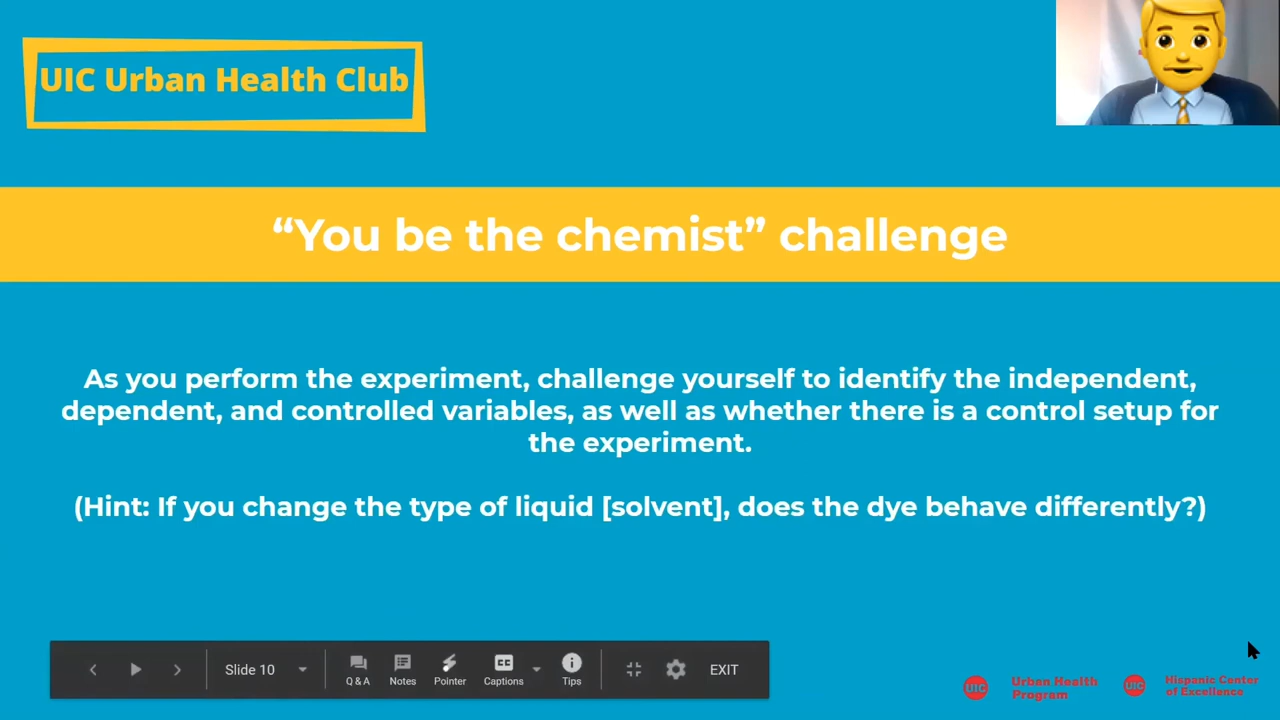 UIC Urban Health Club
“You be the chemist” challenge
As you perform the experiment, challenge yourself to identify the independent,
dependent, and controlled variables, as well as whether there is a control setup for
the experiment.
(Hint: If you change the type of liquid [solvent], does the dye behave differently?)
Slide 10
Q & A
Notes
Pointer
CC
Captions
Tips
EXIT
UIC
Urban Health
Program
UIC
Hispanic Center
of Excellence